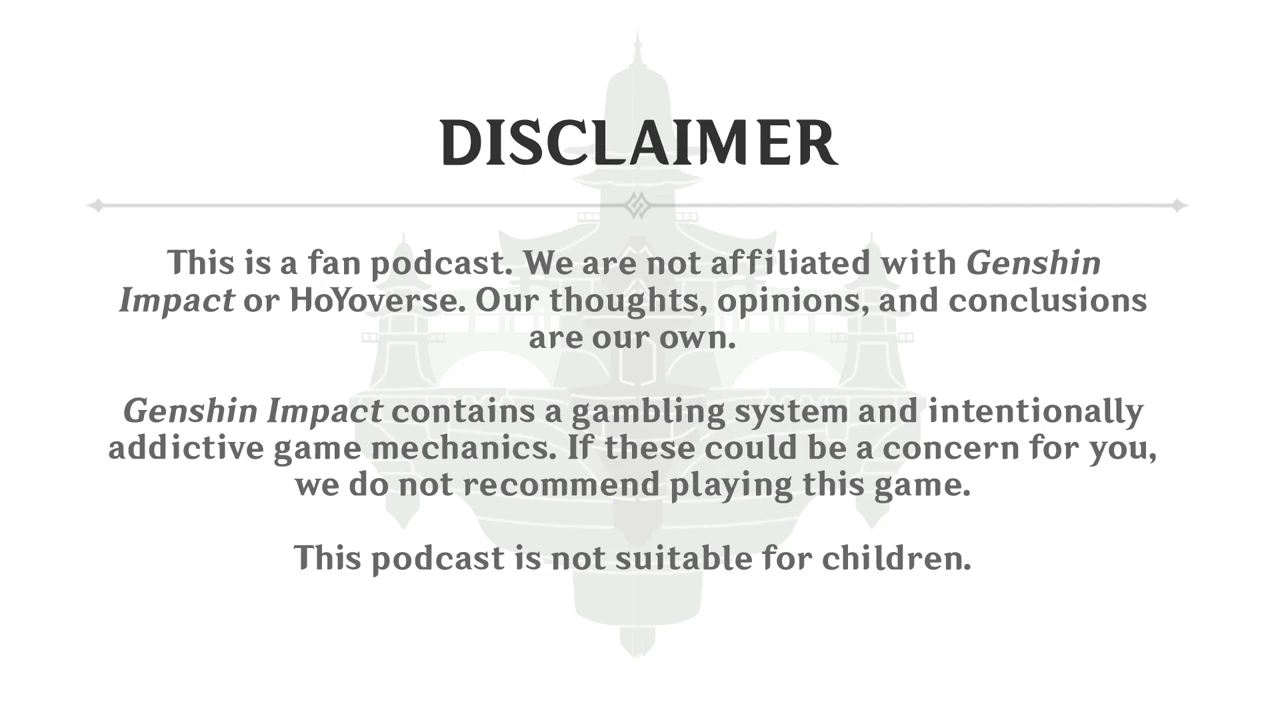 DISCLAIMER
This is a fan podcast. We are not affiliated with Genshin
Impact or HoYoverse. Our thoughts, opinions, and conclusions
are our own.
Genshin Impact contains a gambling system and intentionally
addictive game mechanics. If these could be a concern for you,
we do not recommend playing this game.
This podcast is not suitable for children.